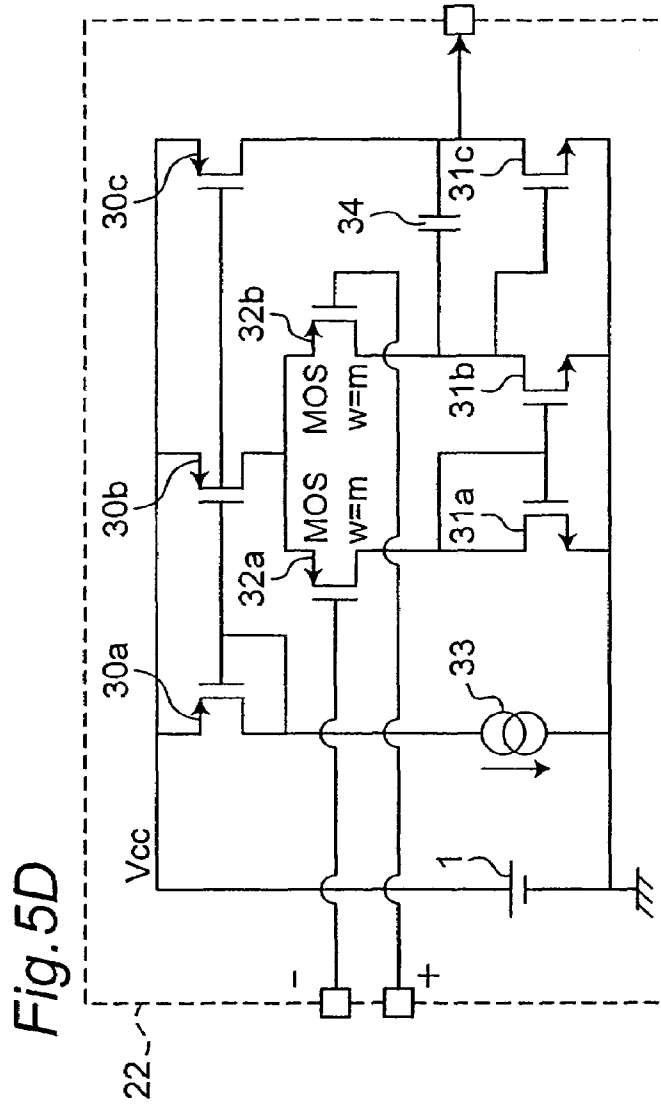 Fig.5D
22
Vcc
30a
30b
30c
32a
MOS
w=m
32b
MOS
w=m
34
-
+
1
33
31a
31b
31c